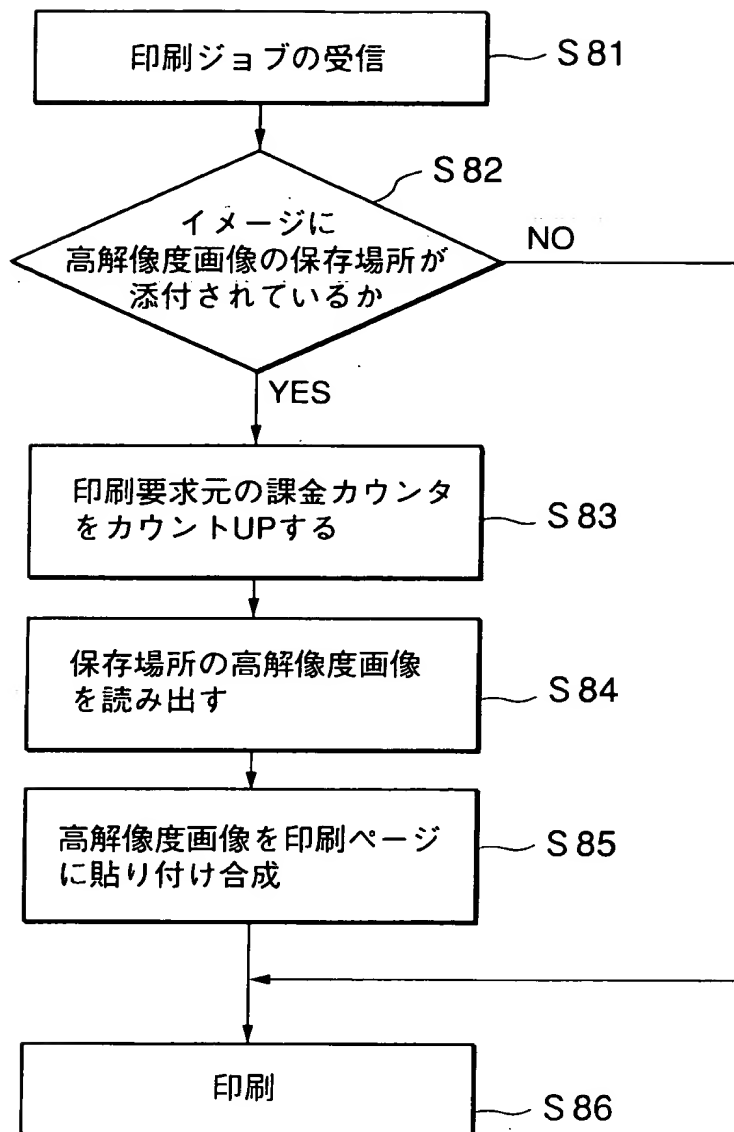 印刷ジョブの受信
S81
S82
イメージに
高解像度画像の保存場所が
添付されているか
NO
YES
印刷要求元の課金カウンタ
をカウントUPする
S83
保存場所の高解像度画像
を読み出す
S84
高解像度画像を印刷ページ
に貼り付け合成
S85
印刷
S86